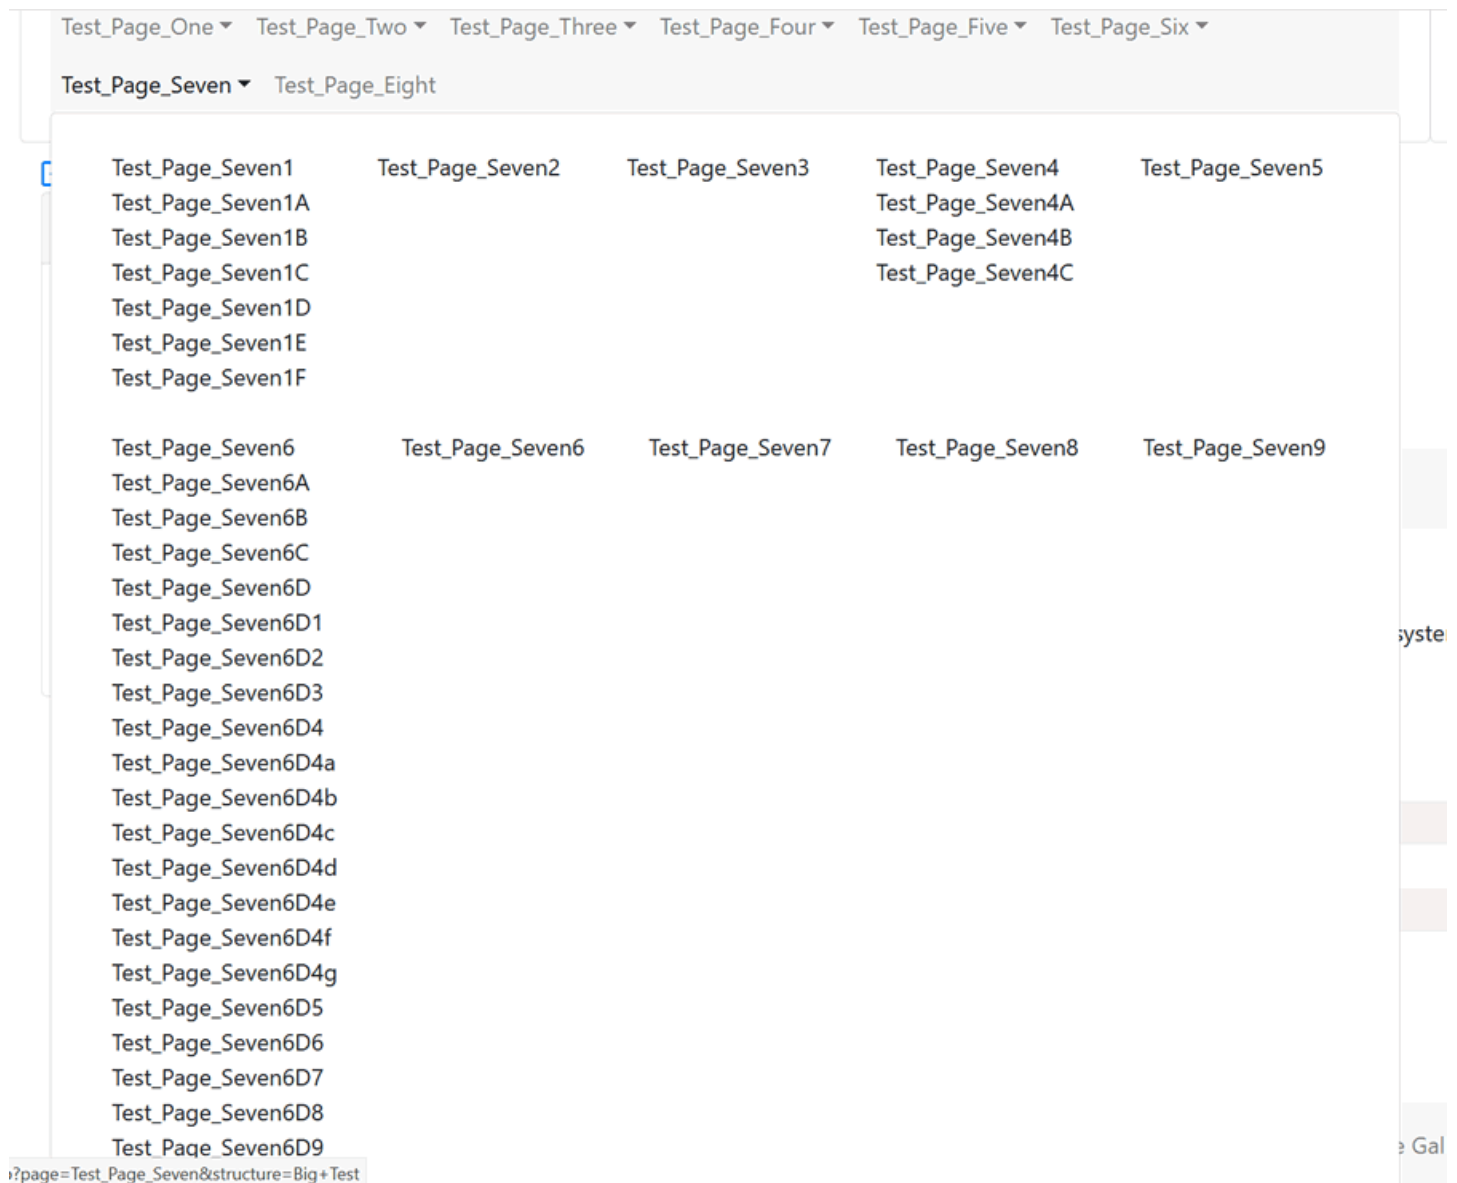 Test_Page_One Test_Page_Two Test_Page_Three Test_Page_Four Test_Page_Five Test_Page_Six
Test_Page_Seven Test_Page_Eight
Test_Page_Seven1 Test_Page_Seven2 Test_Page_Seven3 Test_Page_Seven4 Test_Page_Seven5
Test_Page_Seven1A Test_Page_Seven4A
Test_Page_Seven1B Test_Page_Seven4B
Test_Page_Seven1C Test_Page_Seven4C
Test_Page_Seven1D
Test_Page_Seven1E
Test_Page_Seven1F
Test_Page_Seven6 Test_Page_Seven6 Test_Page_Seven7 Test_Page_Seven8 Test_Page_Seven9
Test_Page_Seven6A
Test_Page_Seven6B
Test_Page_Seven6C
Test_Page_Seven6D
Test_Page_Seven6D1
Test_Page_Seven6D2
Test_Page_Seven6D3
Test_Page_Seven6D4
Test_Page_Seven6D4a
Test_Page_Seven6D4b
Test_Page_Seven6D4c
Test_Page_Seven6D4d
Test_Page_Seven6D4e
Test_Page_Seven6D4f
Test_Page_Seven6D4g
Test_Page_Seven6D5
Test_Page_Seven6D6
Test_Page_Seven6D7
Test_Page_Seven6D8
Test_Page_Seven6D9
?page=Test_Page_Seven&structure=Big+Test